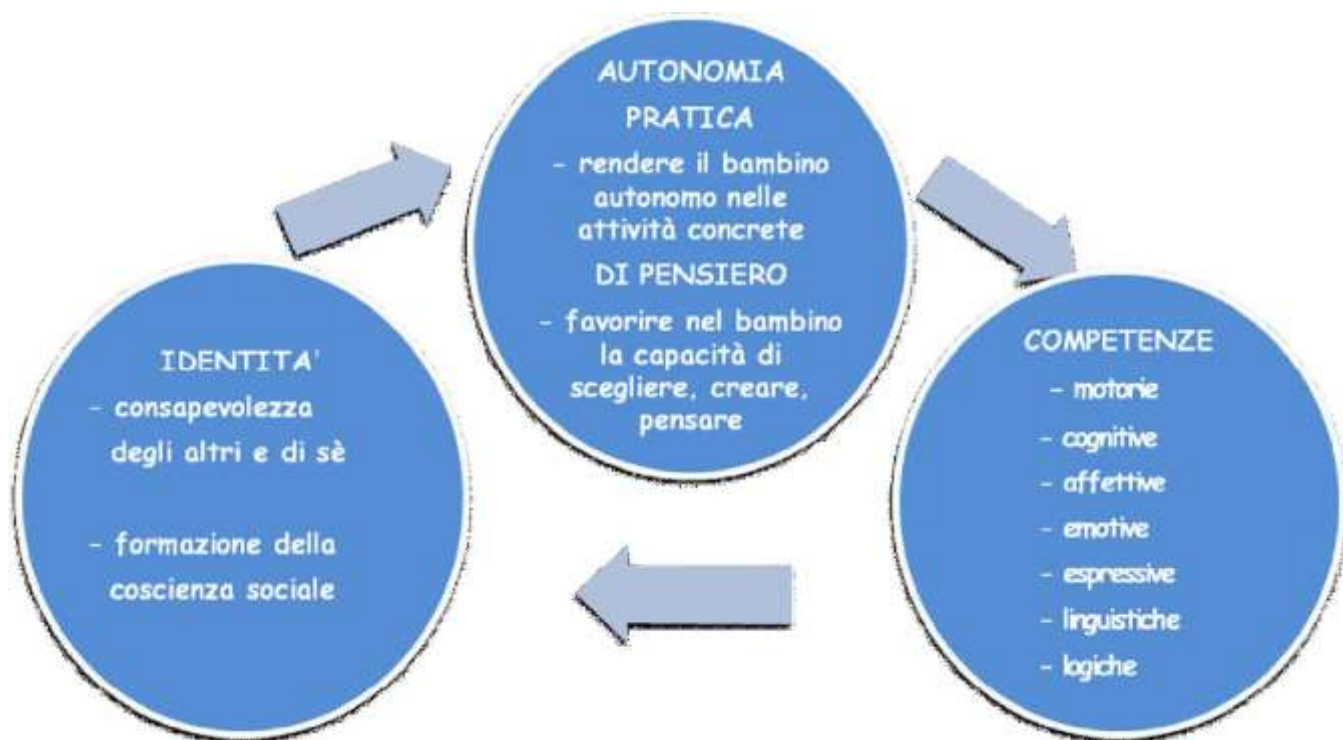 IDENTITA'
- consapevolezza
degli altri e di sè
- formazione della
coscienza sociale
AUTONOMIA
PRATICA
- rendere il bambino
autonomo nelle
attività concrete
DI PENSIERO
- favorire nel bambino
la capacità di
scegliere, creare,
pensare
COMPETENZE
- motorie
- cognitive
- affettive
- emotive
- espressive
- linguistiche
- logiche